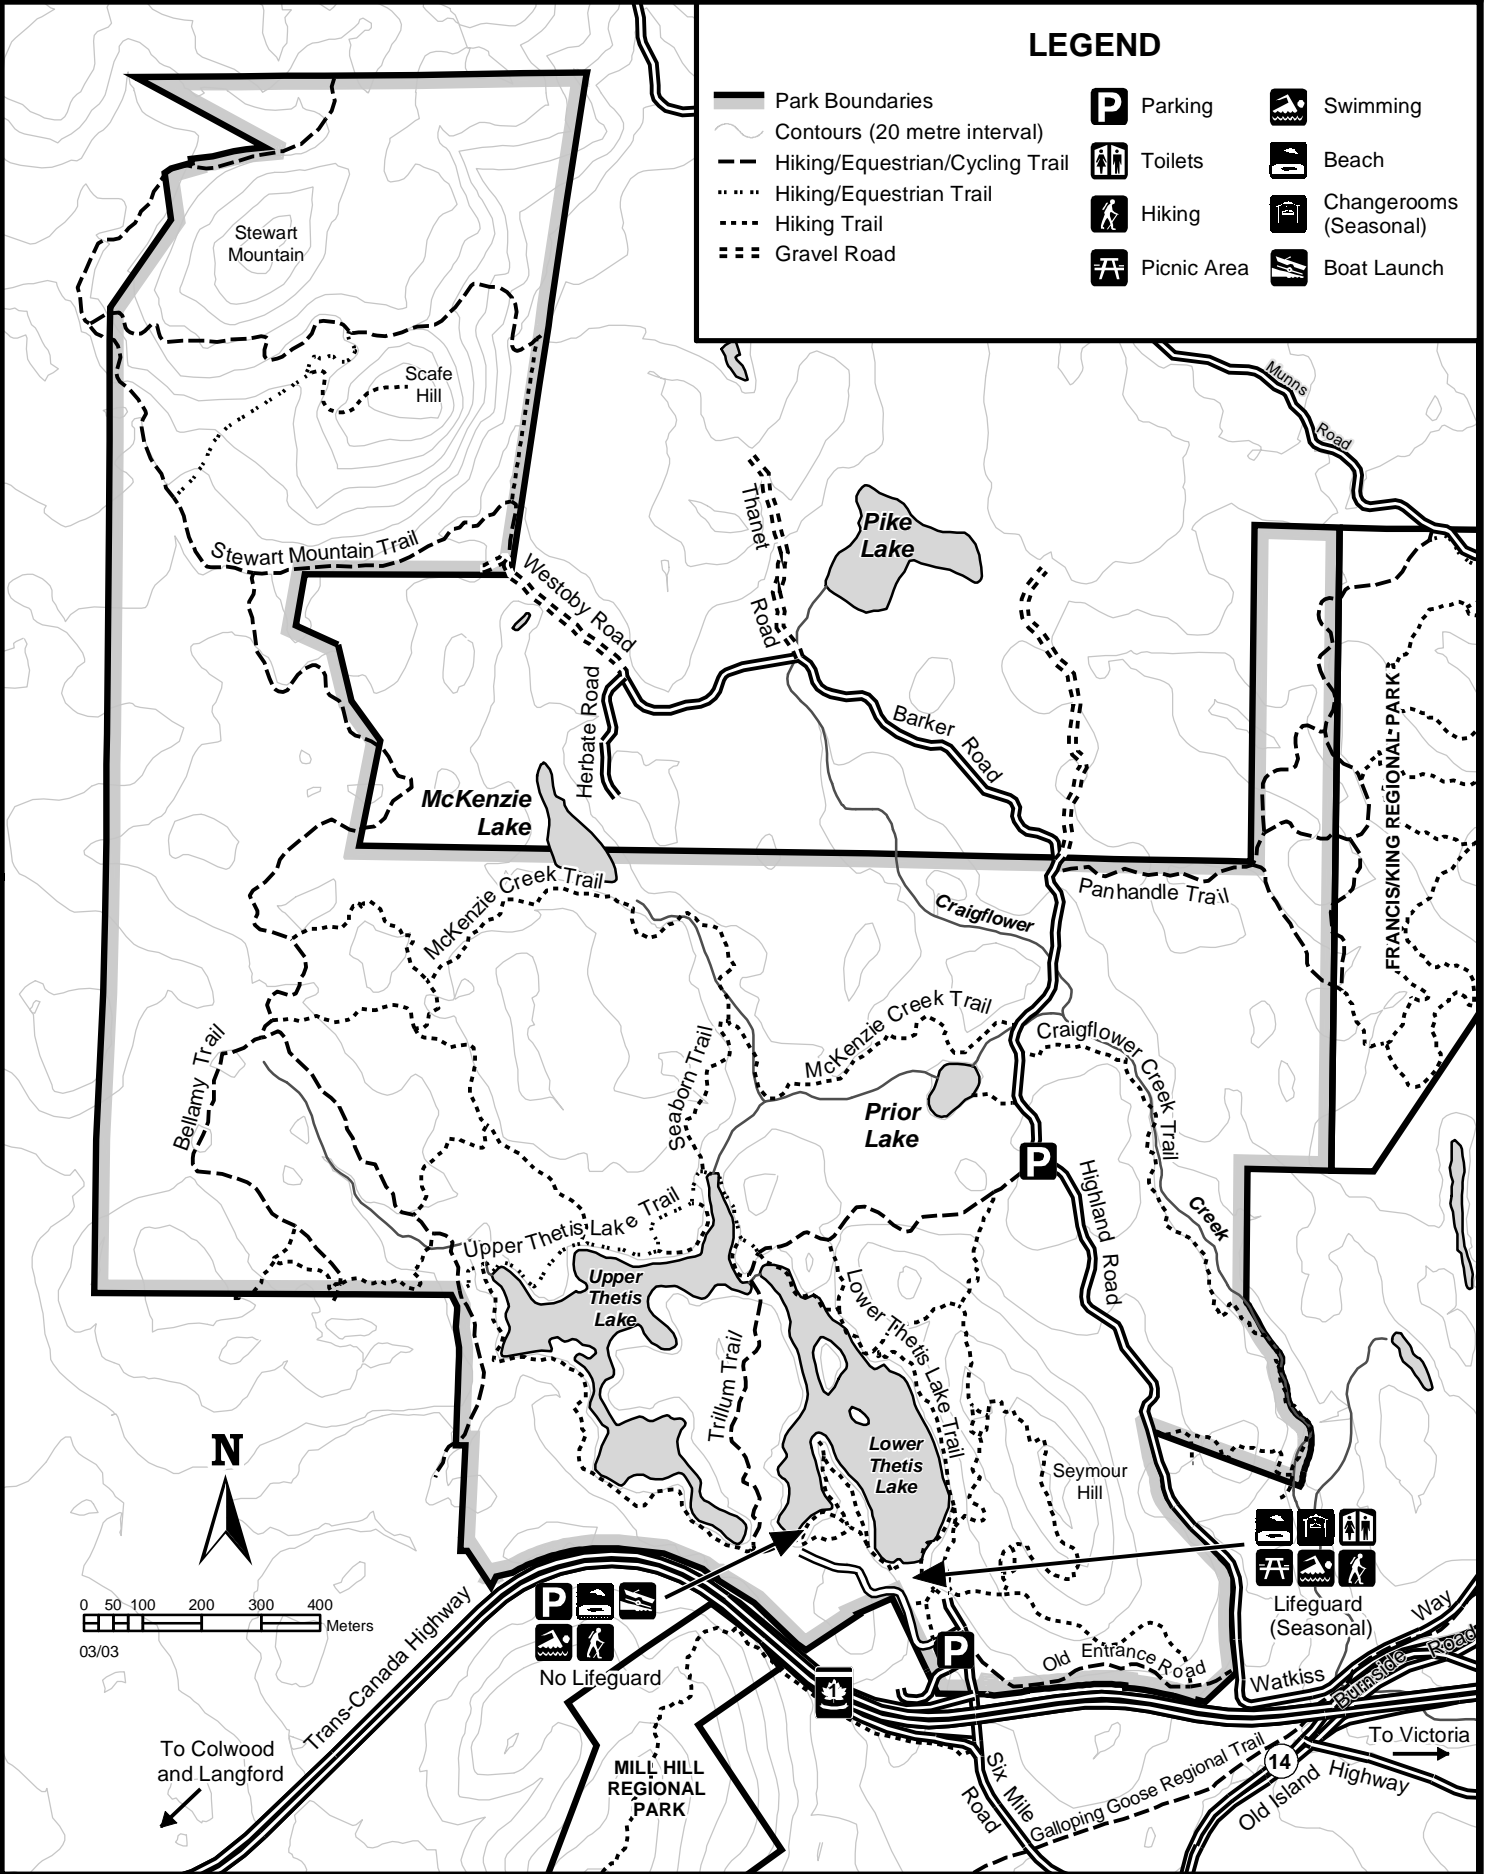 LEGEND
Park Boundaries
Contours (20 metre interval)
Hiking/Equestrian/Cycling Trail
Hiking/Equestrian Trail
Hiking Trail
Gravel Road
P Parking
Toilets
Hiking
Picnic Area
Swimming
Beach
Changerooms
(Seasonal)
Boat Launch
Stewart
Mountain
Scafe
Hill
Munns
Road
Thanet
Road
Pike
Lake
Stewart Mountain Trail
Westoby Road
Herbate Road
Barker Road
McKenzie
Lake
McKenzie Creek Trail
Craigflower
Panhandle Trail
FRANCIS/KING REGIONAL PARK
McKenzie Creek Trail
Craigflower Creek Trail
Bellamy Trail
Seaborn Trail
Prior
Lake
P
Highland Road
Creek
Upper Thetis Lake Trail
Upper
Thetis
Lake
Lower Thetis Lake Trail
Trillum Trail
Lower
Thetis
Lake
Seymour
Hill
N
0 50 100 200 300 400
Meters
03/03
Trans-Canada Highway
P
No Lifeguard
Lifeguard
(Seasonal)
P
Old Entrance Road
1
Watkiss Way
Burnside Road
To Victoria
To Colwood
and Langford
MILL HILL
REGIONAL
PARK
Six Mile
Road
Galloping Goose Regional Trail
14
Old Island Highway